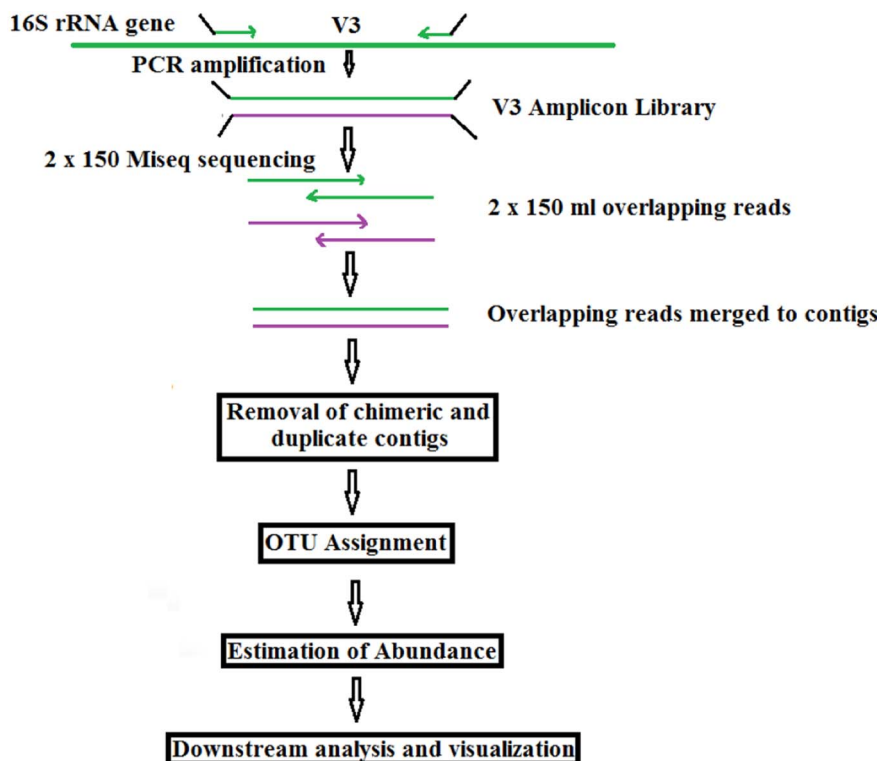 16S rRNA gene
V3
PCR amplification
V3 Amplicon Library
2 x 150 Miseq sequencing
2 x 150 ml overlapping reads
Overlapping reads merged to contigs
Removal of chimeric and
duplicate contigs
OTU Assignment
Estimation of Abundance
Downstream analysis and visualization